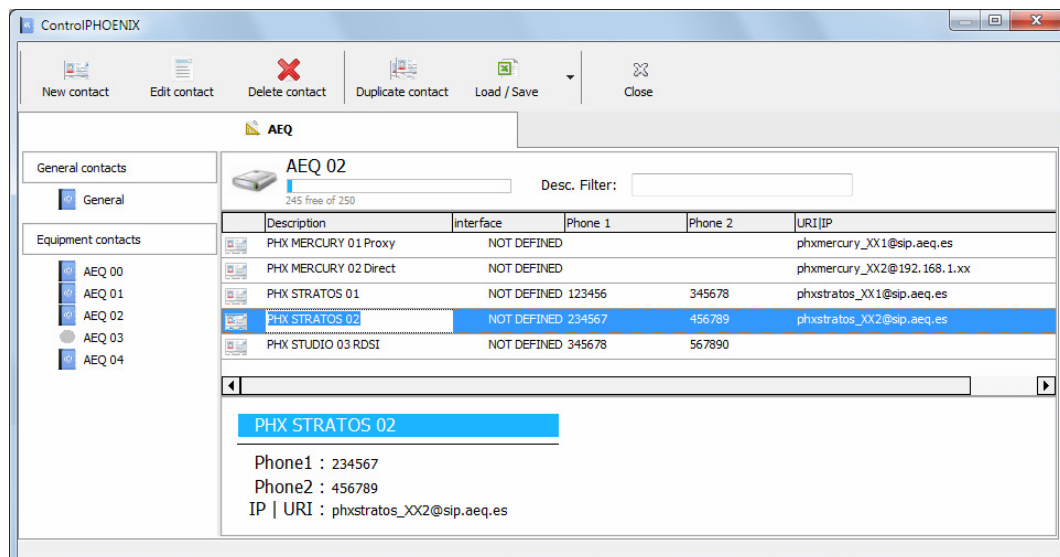 ControlPHOENIX
New contact Edit contact Delete contact Duplicate contact Load / Save Close
AEQ
General contacts
General
Equipment contacts
AEQ 00
AEQ 01
AEQ 02
AEQ 03
AEQ 04
AEQ 02
245 free of 250
Desc. Filter:
Description interface Phone 1 Phone 2 URI|IP
PHX MERCURY 01 Proxy NOT DEFINED phxmercury_XX1@sip.aeq.es
PHX MERCURY 02 Direct NOT DEFINED phxmercury_XX2@192.168.1.xx
PHX STRATOS 01 NOT DEFINED 123456 345678 phxstratos_XX1@sip.aeq.es
PHX STRATOS 02 NOT DEFINED 234567 456789 phxstratos_XX2@sip.aeq.es
PHX STUDIO 03 RDSI NOT DEFINED 345678 567890
PHX STRATOS 02
Phone1 : 234567
Phone2 : 456789
IP | URI : phxstratos_XX2@sip.aeq.es